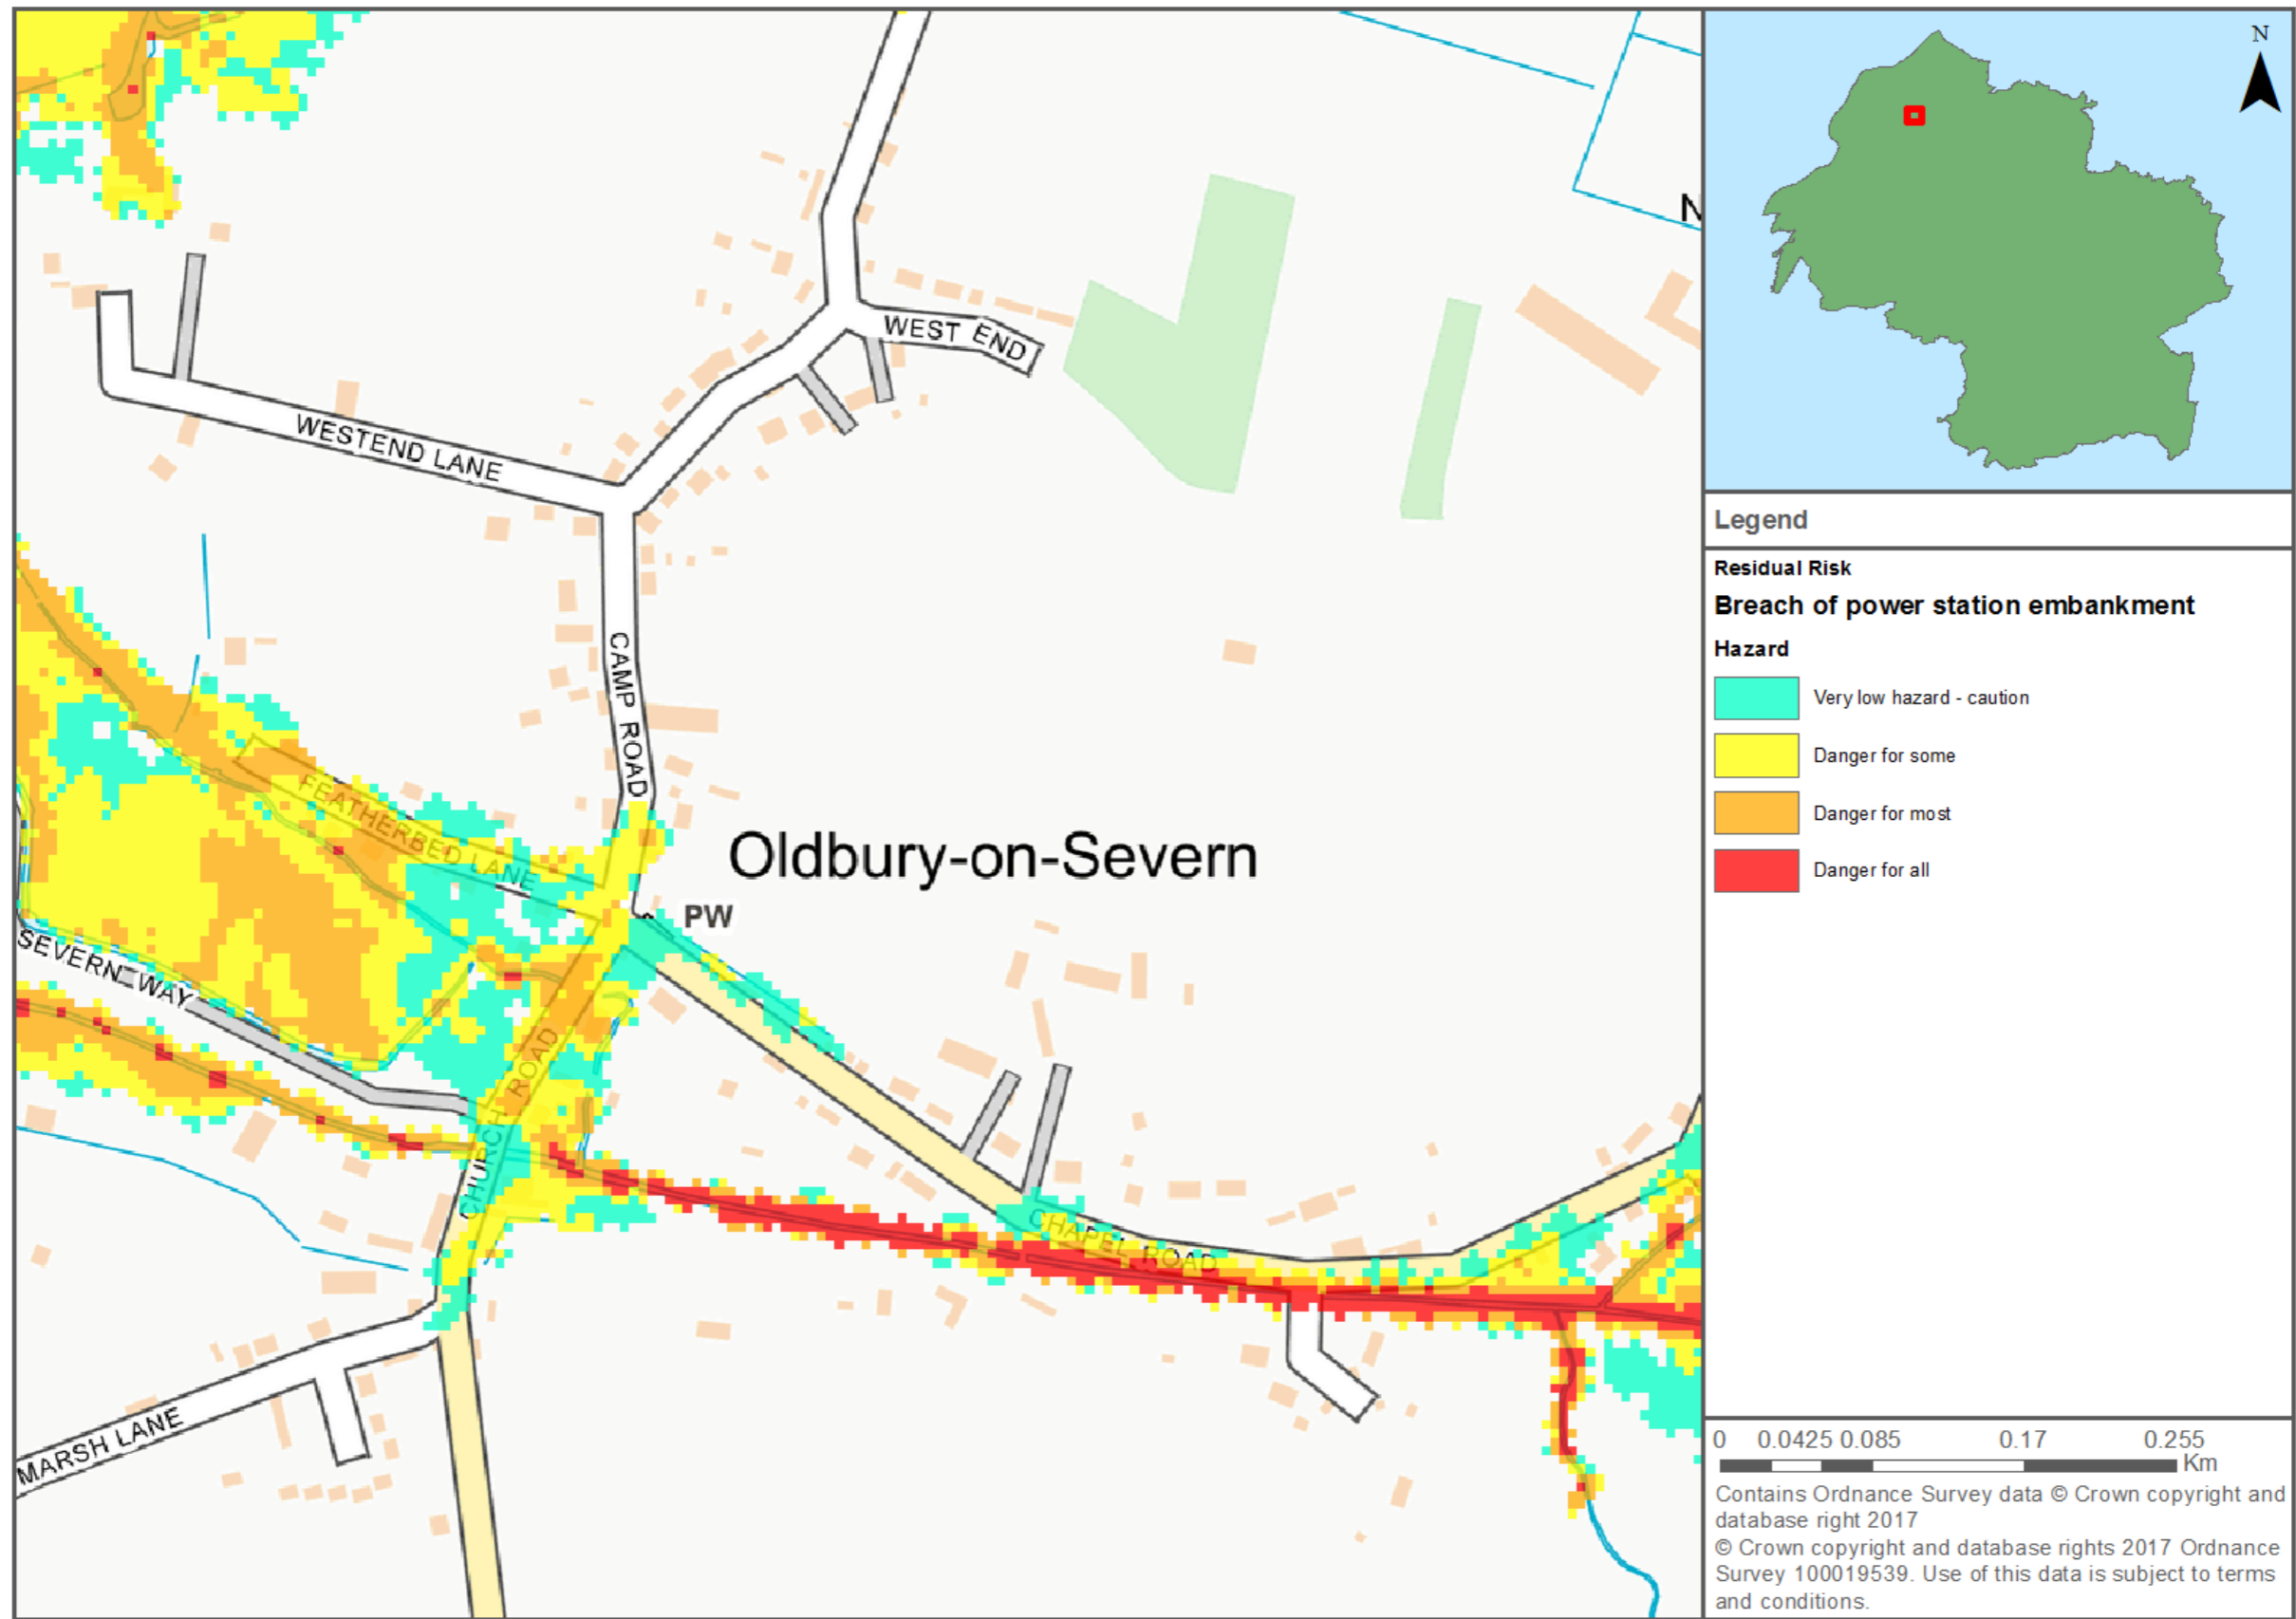 N
WEST END
WESTEND LANE
CAMP ROAD
FEATHERBED LANE
Oldbury-on-Severn
PW
SEVERN WAY
CHURCH ROAD
CHAPEL ROAD
MARSH LANE
N
Legend
Residual Risk
Breach of power station embankment
Hazard
Very low hazard - caution
Danger for some
Danger for most
Danger for all
0 0.0425 0.085 0.17 0.255
Km
Contains Ordnance Survey data © Crown copyright and
database right 2017
© Crown copyright and database rights 2017 Ordnance
Survey 100019539. Use of this data is subject to terms
and conditions.